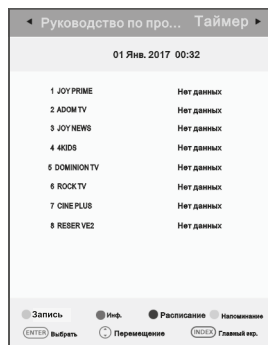 ◄ Руководство по про... Таймер ►
01 Янв. 2017 00:32
1 JOY PRIME Нет данных
2 ADOM TV Нет данных
3 JOY NEWS Нет данных
4 4KIDS Нет данных
5 DOMINION TV Нет данных
6 ROCK TV Нет данных
7 CINE PLUS Нет данных
8 RESER VE2 Нет данных
Запись Инф. Расписание Напоминание
ENTER Выбрать Перемещение INDEX Главный экр.